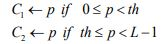 C₁ ← p if 0 ≤ p < th
C₂ ← p if th ≤ p < L − 1